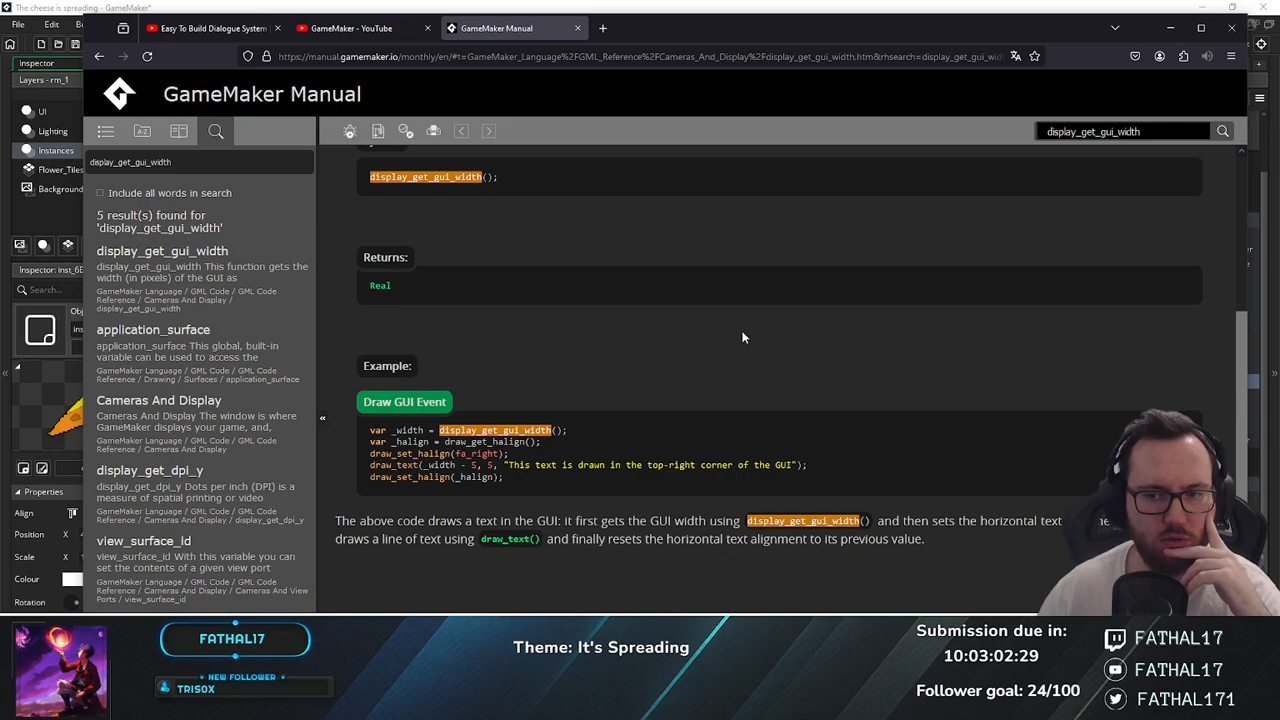 The cheese is spreading - GameMaker*
File
Edit
Bu
Easy To Build Dialogue System
GameMaker - YouTube
GameMaker Manual
https://manual.gamemaker.io/monthly/en/#t=GameMaker_Language%2FGML_Reference%2FCameras_And_Display%2Fdisplay_get_gui_width.htm&rhsearch=display_get_gui_wi
Inspector
Layers - rm_1
UI
Lighting
Instances
Flower_Tiles
Background
Inspector: inst_6E
Search...
Ob
ins
Properties
Align
Position
Scale
Colour
Rotation
GameMaker Manual
display_get_gui_width
display_get_gui_width
Include all words in search
5 result(s) found for
'display_get_gui_width'
display_get_gui_width
display_get_gui_width This function gets the
width (in pixels) of the GUI as
GameMaker Language / GML Code / GML Code
Reference / Cameras And Display /
display_get_gui_width
application_surface
application_surface This global, built-in
variable can be used to access the
GameMaker Language / GML Code / GML Code
Reference / Drawing / Surfaces / application_surface
Cameras And Display
Cameras And Display The window is where
GameMaker displays your game, and,
GameMaker Language / GML Code / GML Code
Reference / Cameras And Display
display_get_dpi_y
display_get_dpi_y Dots per inch (DPI) is a
measure of spatial printing or video
GameMaker Language / GML Code / GML Code
Reference / Cameras And Display / display_get_dpi_y
view_surface_id
view_surface_id With this variable you can
set the contents of a given view port
GameMaker Language / GML Code / GML Code
Reference / Cameras And Display / Cameras And View
Ports / view_surface_id
display_get_gui_width();
Returns:
Real
Example:
Draw GUI Event
var _width = display_get_gui_width();
var _halign = draw_get_halign();
draw_set_halign(fa_right);
draw_text(_width - 5, 5, "This text is drawn in the top-right corner of the GUI");
draw_set_halign(_halign);
The above code draws a text in the GUI: it first gets the GUI width using display_get_gui_width() and then sets the horizontal text
draws a line of text using draw_text() and finally resets the horizontal text alignment to its previous value.
FATHAL17
NEW FOLLOWER
TRIS0X
Theme: It's Spreading
Submission due in:
10:03:02:29
Follower goal: 24/100
FATHAL17
FATHAL17
FATHAL171